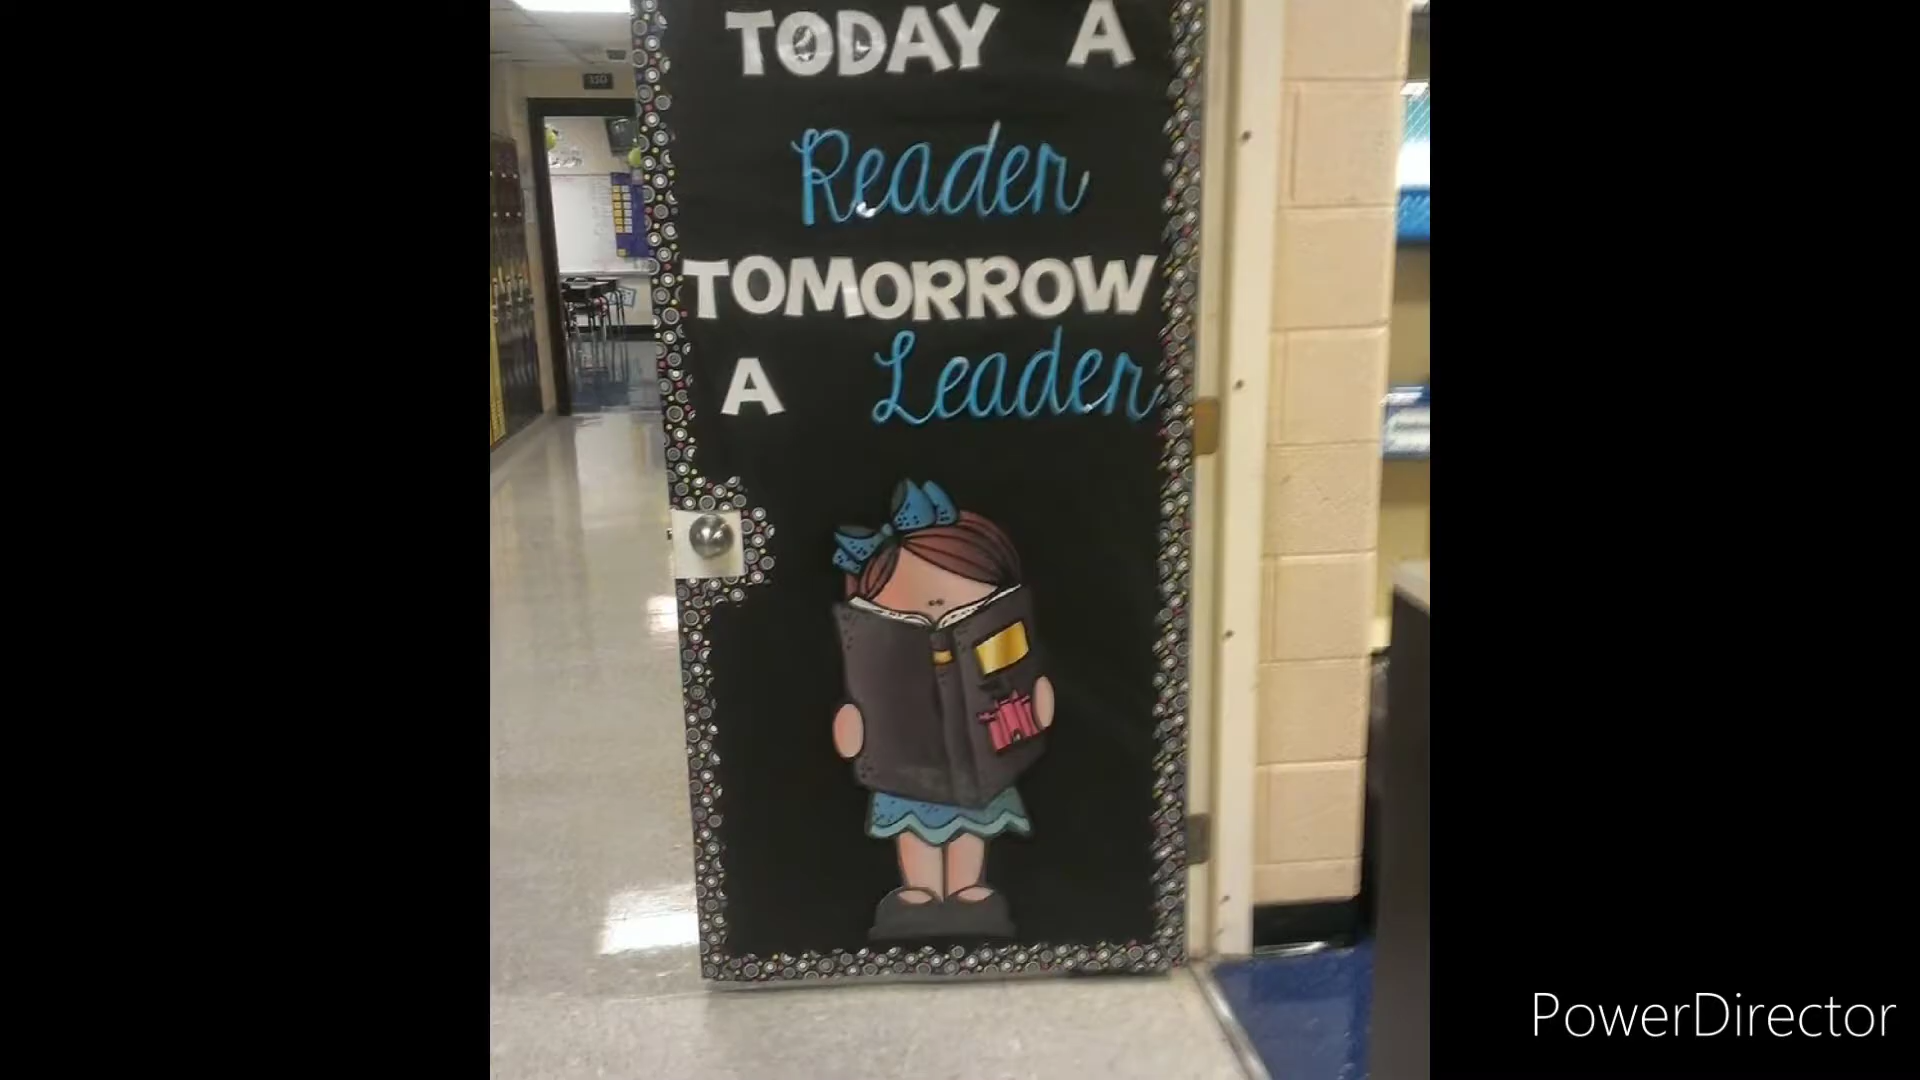 TODAY A
Reader
TOMORROW
A Leader
PowerDirector